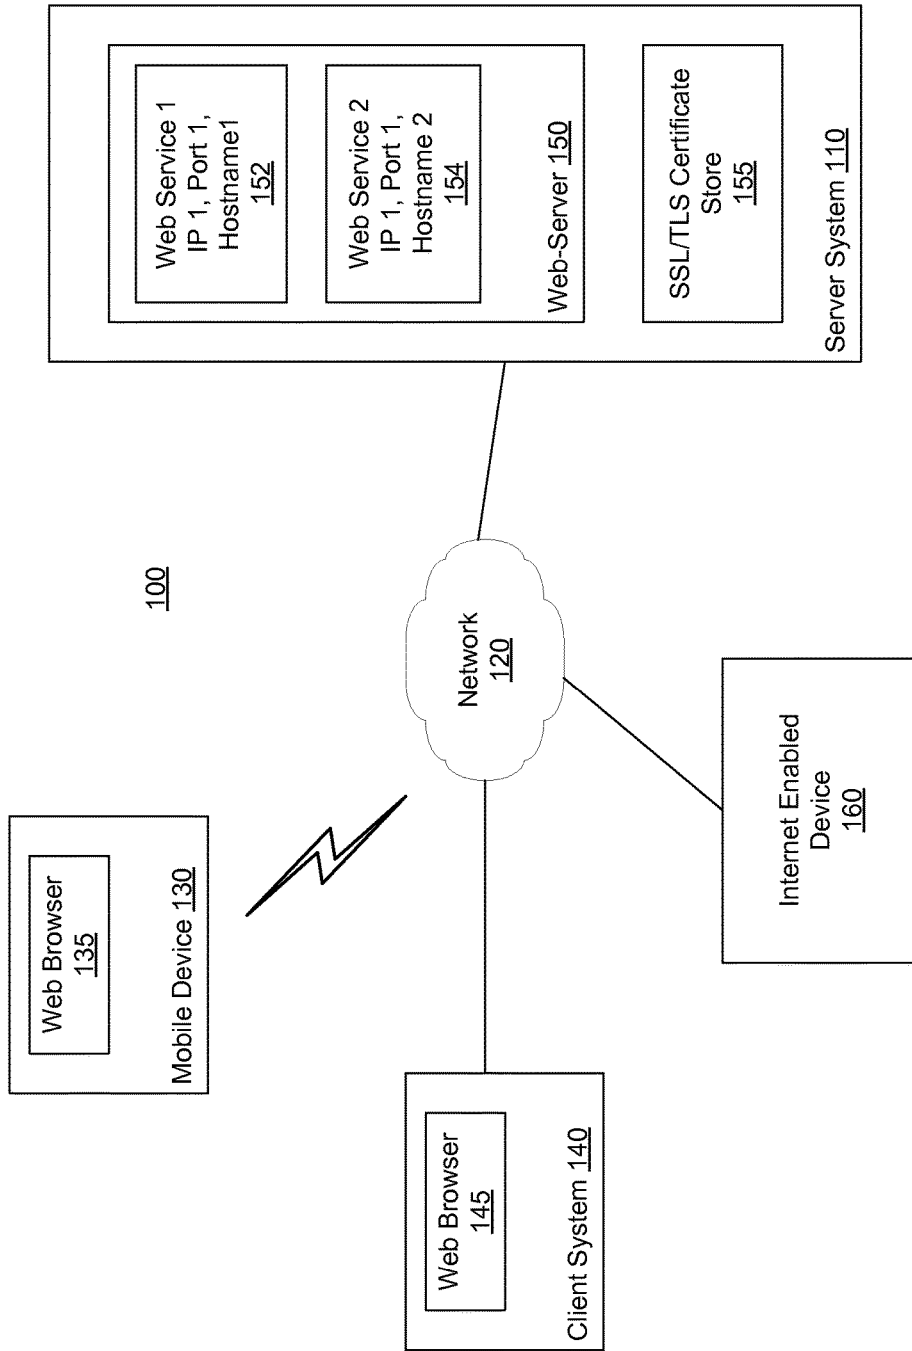 100
Web Browser
135
Mobile Device 130
Web Browser
145
Client System 140
Network
120
Internet Enabled
Device
160
Web Service 1
IP 1, Port 1,
Hostname1
152
Web Service 2
IP 1, Port 1,
Hostname 2
154
Web-Server 150
SSL/TLS Certificate
Store
155
Server System 110